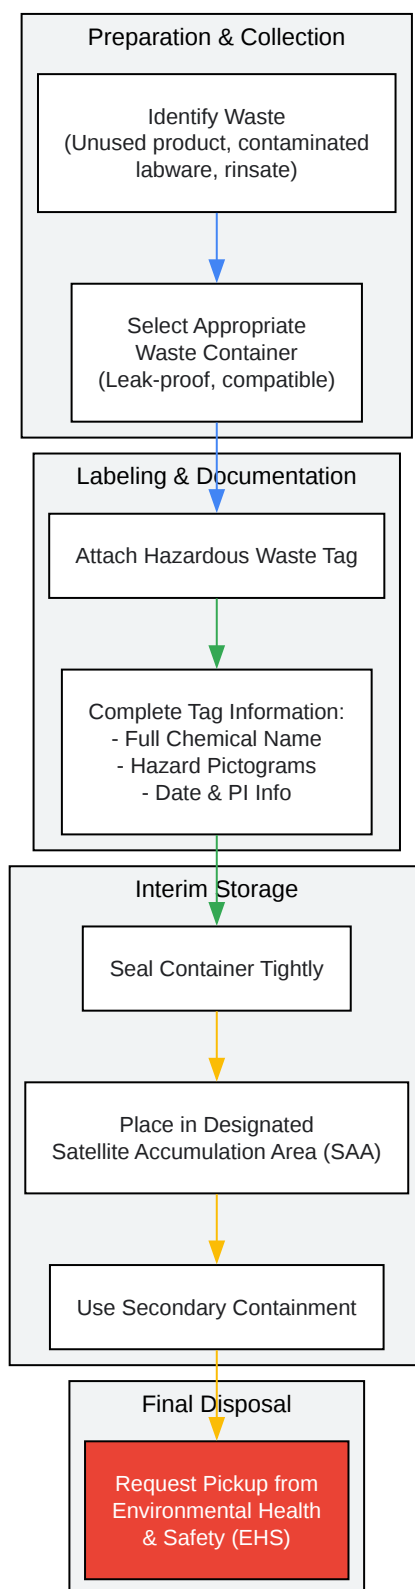 Preparation & Collection
Identify Waste
(Unused product, contaminated
labware, rinsate)
Select Appropriate
Waste Container
(Leak-proof, compatible)
Labeling & Documentation
Attach Hazardous Waste Tag
Complete Tag Information:
- Full Chemical Name
- Hazard Pictograms
- Date & PI Info
Interim Storage
Seal Container Tightly
Place in Designated
Satellite Accumulation Area (SAA)
Use Secondary Containment
Final Disposal
Request Pickup from
Environmental Health
& Safety (EHS)